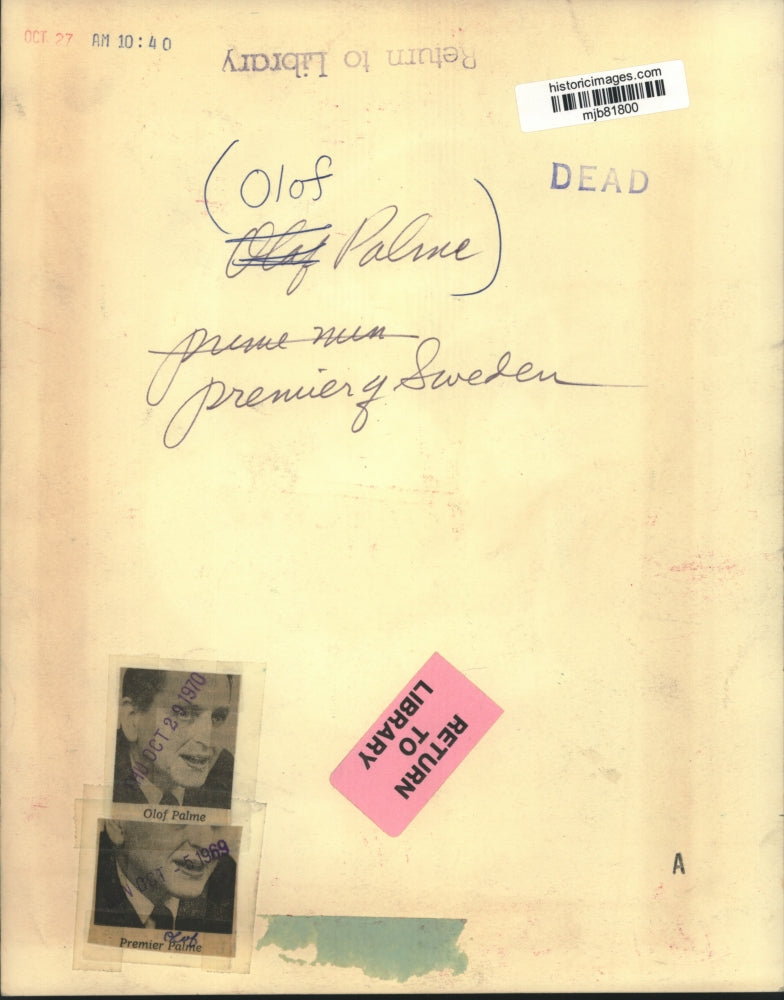 OCT 27 AM 10:40
Return to Library
historicimages.com
mjb81800
DEAD
(Olof
Olof Palme)
prime min
premier of Sweden
OCT 29 1970
Olof Palme
OCT - 5 1969
Olof
Premier Palme
RETURN
TO
LIBRARY
A